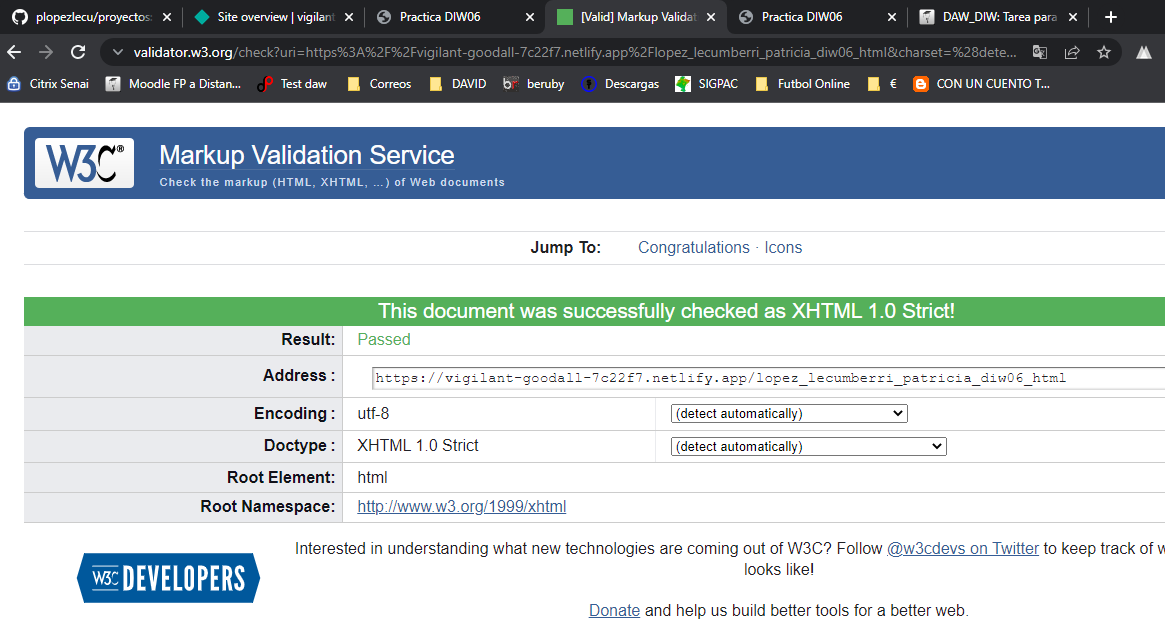 plopezlecu/proyectos
Site overview | vigilant
Practica DIW06
[Valid] Markup Validat
Practica DIW06
DAW_DIW: Tarea para
validator.w3.org/check?uri=https%3A%2F%2Fvigilant-goodall-7c22f7.netlify.app%2Flopez_lecumberri_patricia_diw06_html&charset=%28dete...
Citrix Senai
Moodle FP a Distan...
Test daw
Correos
DAVID
beruby
Descargas
SIGPAC
Futbol Online
€
CON UN CUENTO T...
W3C®
Markup Validation Service
Check the markup (HTML, XHTML, ...) of Web documents
Jump To: Congratulations · Icons
This document was successfully checked as XHTML 1.0 Strict!
Result: Passed
Address : https://vigilant-goodall-7c22f7.netlify.app/lopez_lecumberri_patricia_diw06_html
Encoding : utf-8 (detect automatically)
Doctype : XHTML 1.0 Strict (detect automatically)
Root Element: html
Root Namespace: http://www.w3.org/1999/xhtml
W3C DEVELOPERS
Interested in understanding what new technologies are coming out of W3C? Follow @w3cdevs on Twitter to keep track of w
looks like!
Donate and help us build better tools for a better web.